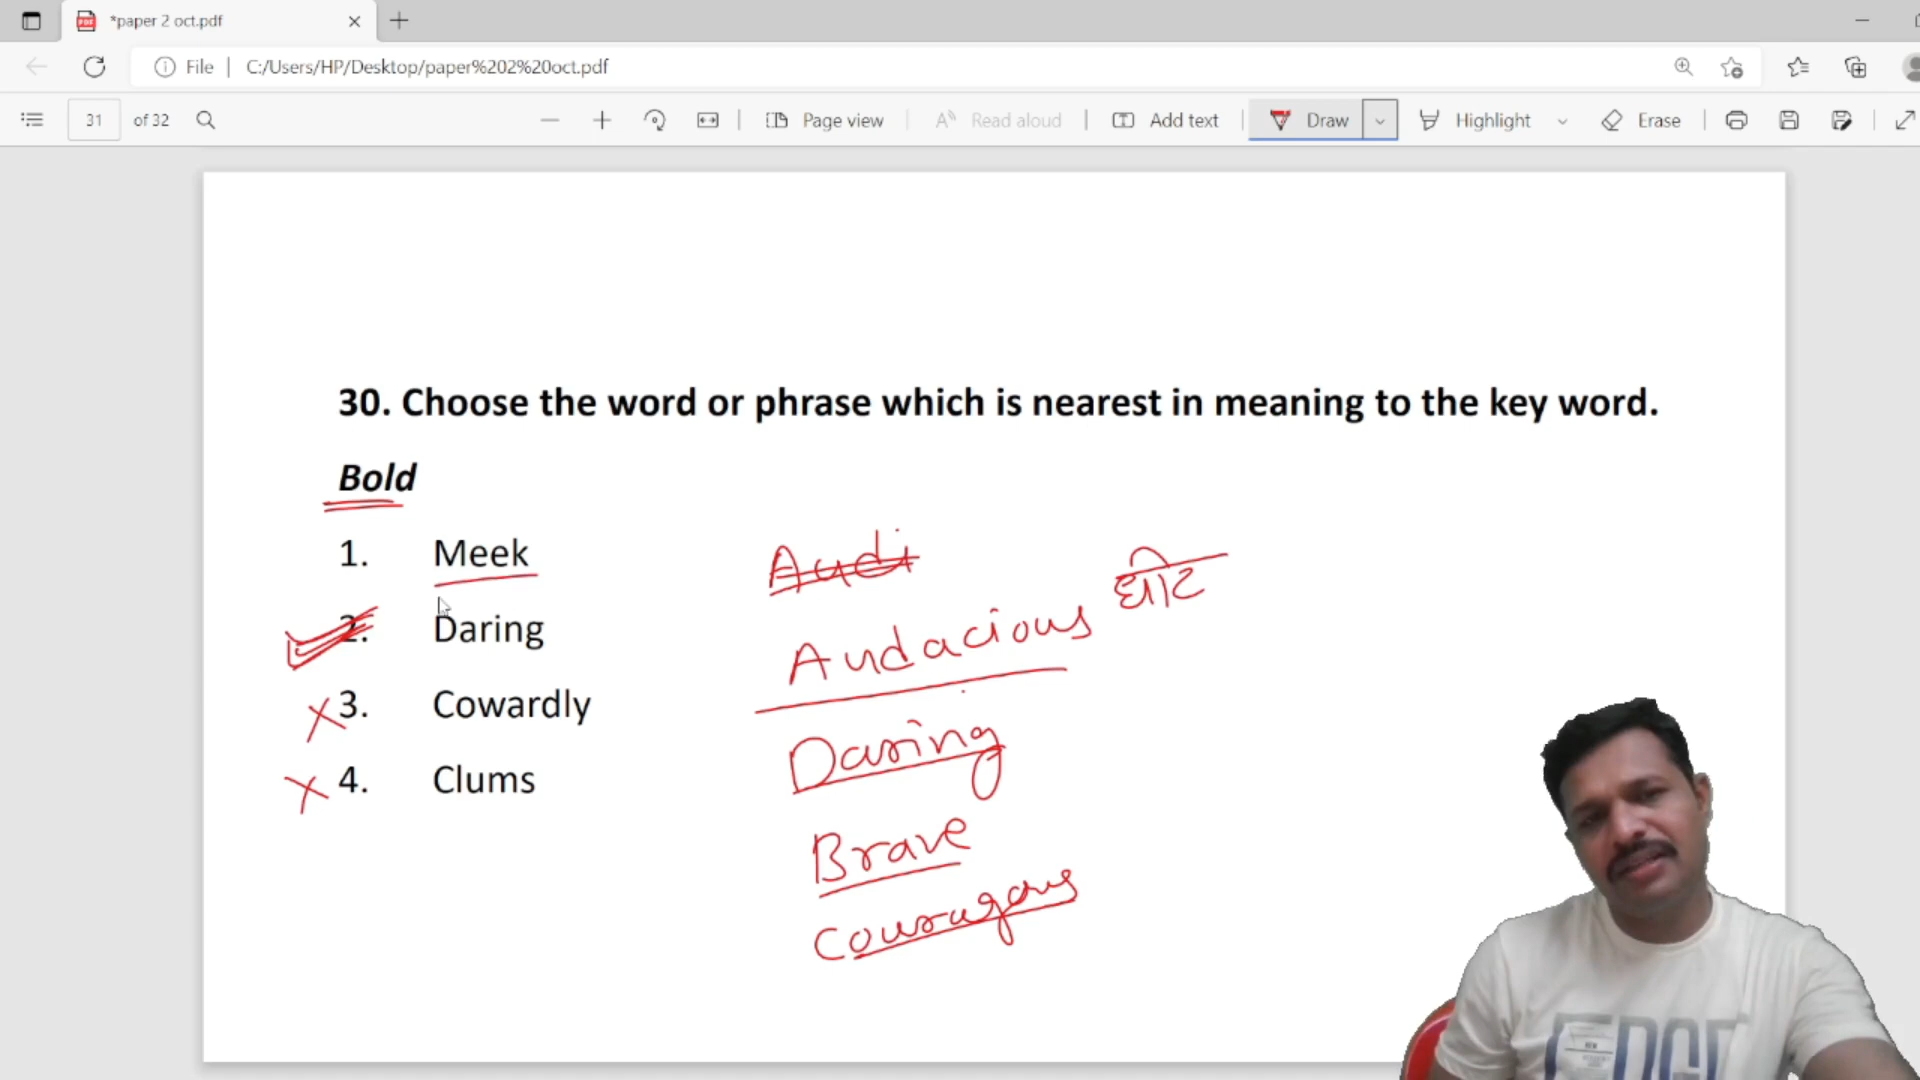 *paper 2 oct.pdf
File | C:/Users/HP/Desktop/paper%202%20oct.pdf
31 of 32 Page view Read aloud Add text Draw Highlight Erase
30. Choose the word or phrase which is nearest in meaning to the key word.
Bold
1. Meek
2. Daring
3. Cowardly
4. Clums
Audi
Audacious धीट
Daring
Brave
Couragous